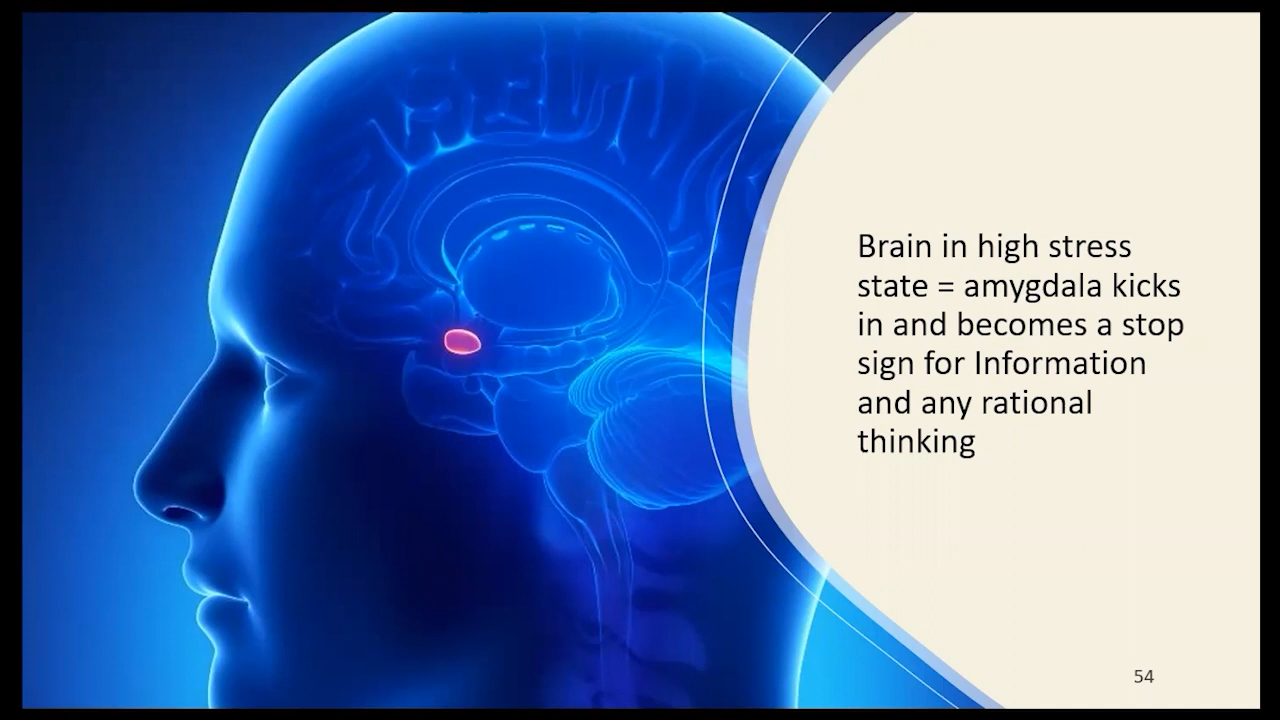 Brain in high stress
state = amygdala kicks
in and becomes a stop
sign for Information
and any rational
thinking
54